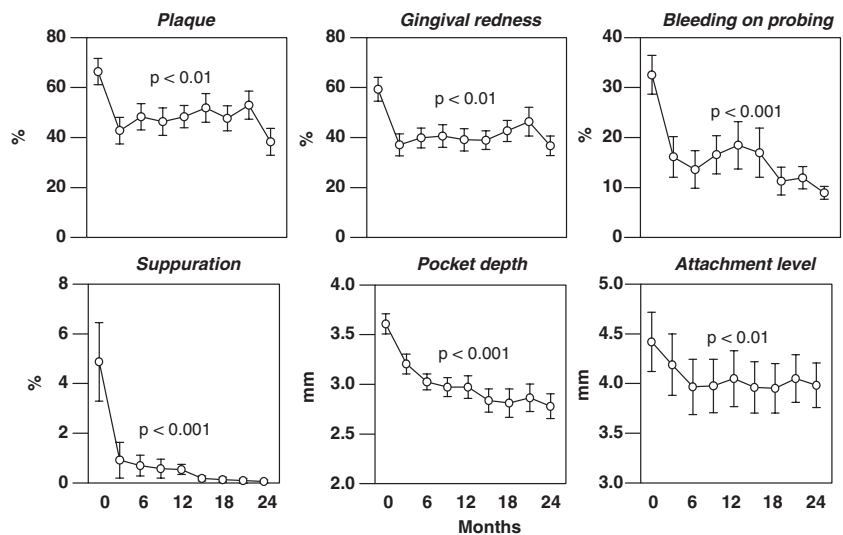 Plaque
Gingival redness
Bleeding on probing
80
60
40
20
0
%
p < 0.01
80
60
40
20
0
%
p < 0.01
40
30
20
10
0
%
p < 0.001
Suppuration
Pocket depth
Attachment level
8
6
4
2
0
%
p < 0.001
4.0
3.5
3.0
2.5
2.0
mm
p < 0.001
5.0
4.5
4.0
3.5
3.0
mm
p < 0.01
0 6 12 18 24
0 6 12 18 24
0 6 12 18 24
Months